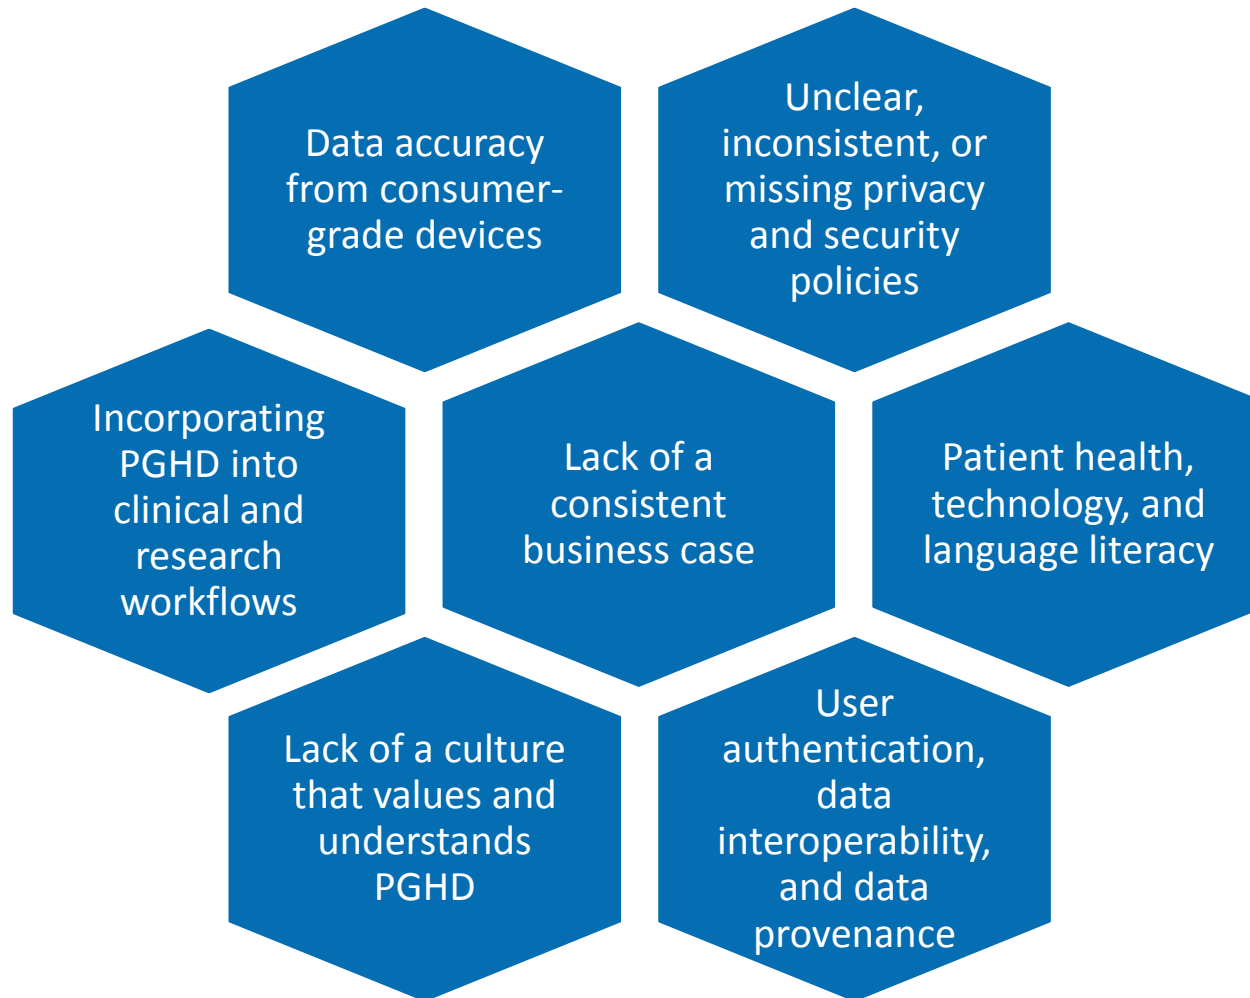 Data accuracy
from consumer-
grade devices
Unclear,
inconsistent, or
missing privacy
and security
policies
Incorporating
PGHD into
clinical and
research
workflows
Lack of a
consistent
business case
Patient health,
technology, and
language literacy
Lack of a culture
that values and
understands
PGHD
User
authentication,
data
interoperability,
and data
provenance